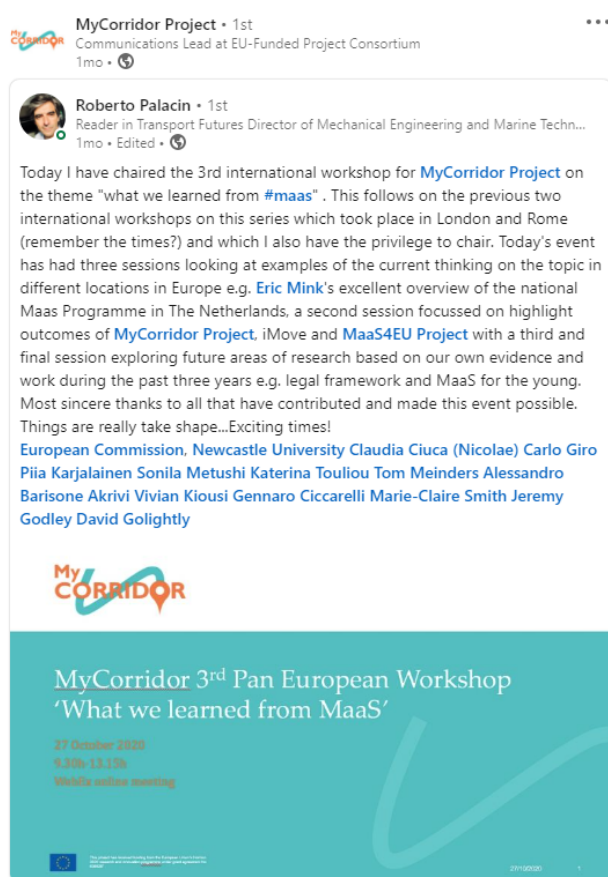 My
CORRIDOR
MyCorridor Project • 1st
Communications Lead at EU-Funded Project Consortium
1mo •
Roberto Palacin • 1st
Reader in Transport Futures Director of Mechanical Engineering and Marine Techn...
1mo • Edited •
Today I have chaired the 3rd international workshop for MyCorridor Project on
the theme "what we learned from #maas" . This follows on the previous two
international workshops on this series which took place in London and Rome
(remember the times?) and which I also have the privilege to chair. Today's event
has had three sessions looking at examples of the current thinking on the topic in
different locations in Europe e.g. Eric Mink's excellent overview of the national
Maas Programme in The Netherlands, a second session focussed on highlight
outcomes of MyCorridor Project, iMove and MaaS4EU Project with a third and
final session exploring future areas of research based on our own evidence and
work during the past three years e.g. legal framework and MaaS for the young.
Most sincere thanks to all that have contributed and made this event possible.
Things are really take shape...Exciting times!
European Commission, Newcastle University Claudia Ciuca (Nicolae) Carlo Giro
Piia Karjalainen Sonila Metushi Katerina Touliou Tom Meinders Alessandro
Barisone Akrivi Vivian Kiousi Gennaro Ciccarelli Marie-Claire Smith Jeremy
Godley David Golightly
My
CORRIDOR
MyCorridor 3rd Pan European Workshop
'What we learned from MaaS'
27 October 2020
9.30h-13.15h
WebEx online meeting
27/10/2020 1